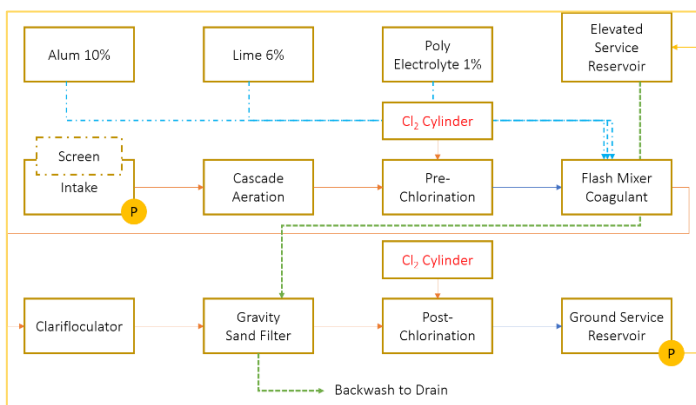 Alum 10%
Lime 6%
Poly
Electrolyte 1%
Elevated
Service
Reservoir
Cl₂ Cylinder
Screen
Intake
P
Cascade
Aeration
Pre-
Chlorination
Flash Mixer
Coagulant
Cl₂ Cylinder
Clarifloculator
Gravity
Sand Filter
Post-
Chlorination
Ground Service
Reservoir
P
Backwash to Drain